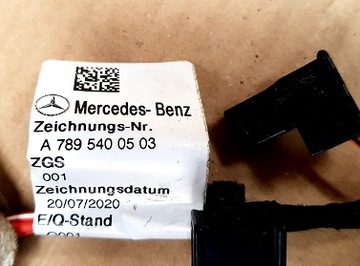 Mercedes-Benz
Zeichnungs-Nr.
A 789 540 05 03
ZGS
001
Zeichnungsdatum
20/07/2020
E/Q-Stand